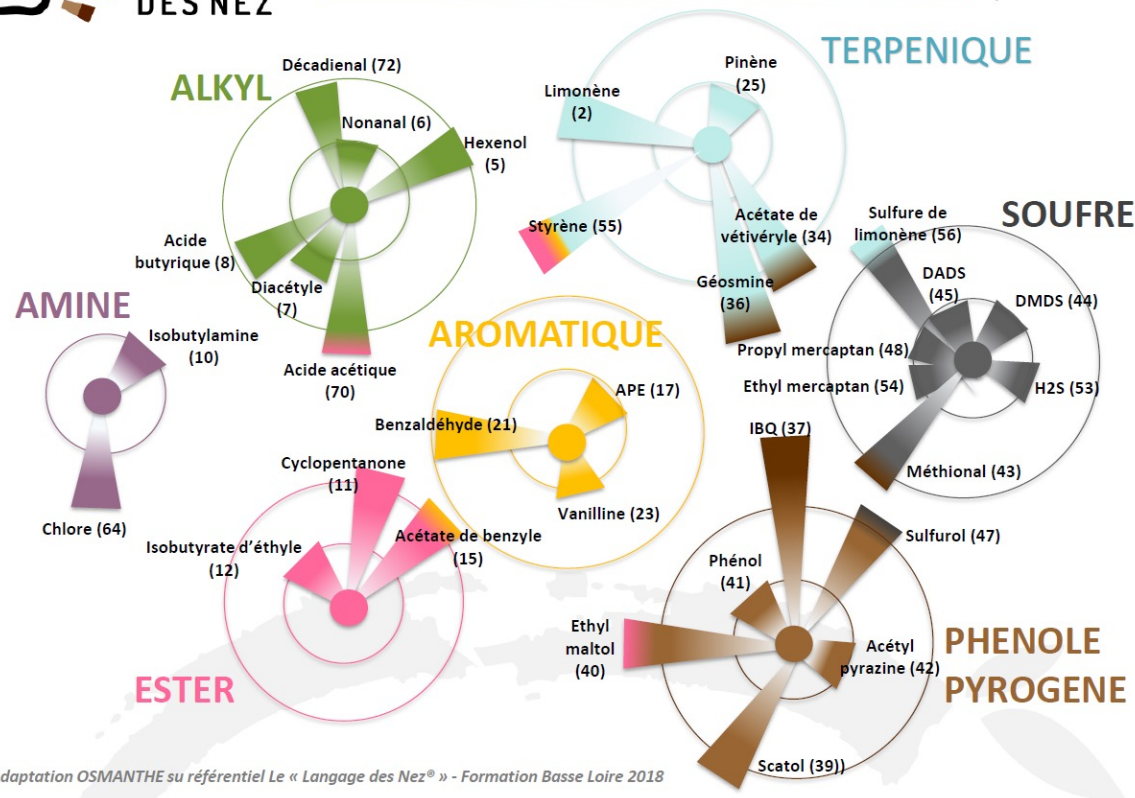 DES NEZ
TERPENIQUE
ALKYL
Décadienal (72)
Nonanal (6)
Hexenol
(5)
Acide
butyrique (8)
Diacétyle
(7)
Acide acétique
(70)
Limonène
(2)
Pinène
(25)
Styrène (55)
Acétate de
vétivéryle (34)
Géosmine
(36)
SOUFRE
Sulfure de
limonène (56)
DADS
(45)
DMDS (44)
Propyl mercaptan (48)
Ethyl mercaptan (54)
H2S (53)
Méthional (43)
AMINE
Isobutylamine
(10)
Chlore (64)
AROMATIQUE
APE (17)
Benzaldéhyde (21)
Vanilline (23)
Cyclopentanone
(11)
Acétate de benzyle
(15)
Isobutyrate d'éthyle
(12)
ESTER
IBQ (37)
Sulfurol (47)
Phénol
(41)
Ethyl
maltol
(40)
Acétyl
pyrazine (42)
Scatol (39))
PHENOLE
PYROGENE
daptation OSMANTHE su référentiel Le « Langage des Nez® » - Formation Basse Loire 2018